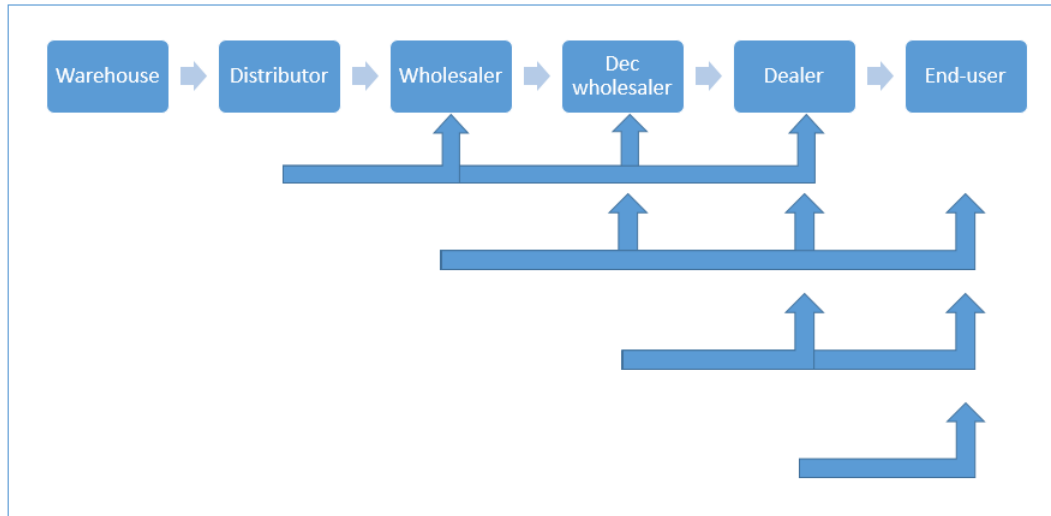 Warehouse
Distributor
Wholesaler
Dec
wholesaler
Dealer
End-user